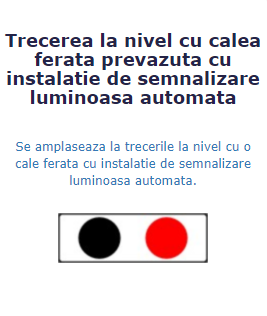 Trecerea la nivel cu calea
ferata prevazuta cu
instalatie de semnalizare
luminoasa automata
Se amplaseaza la trecerile la nivel cu o
cale ferata cu instalatie de semnalizare
luminoasa automata.